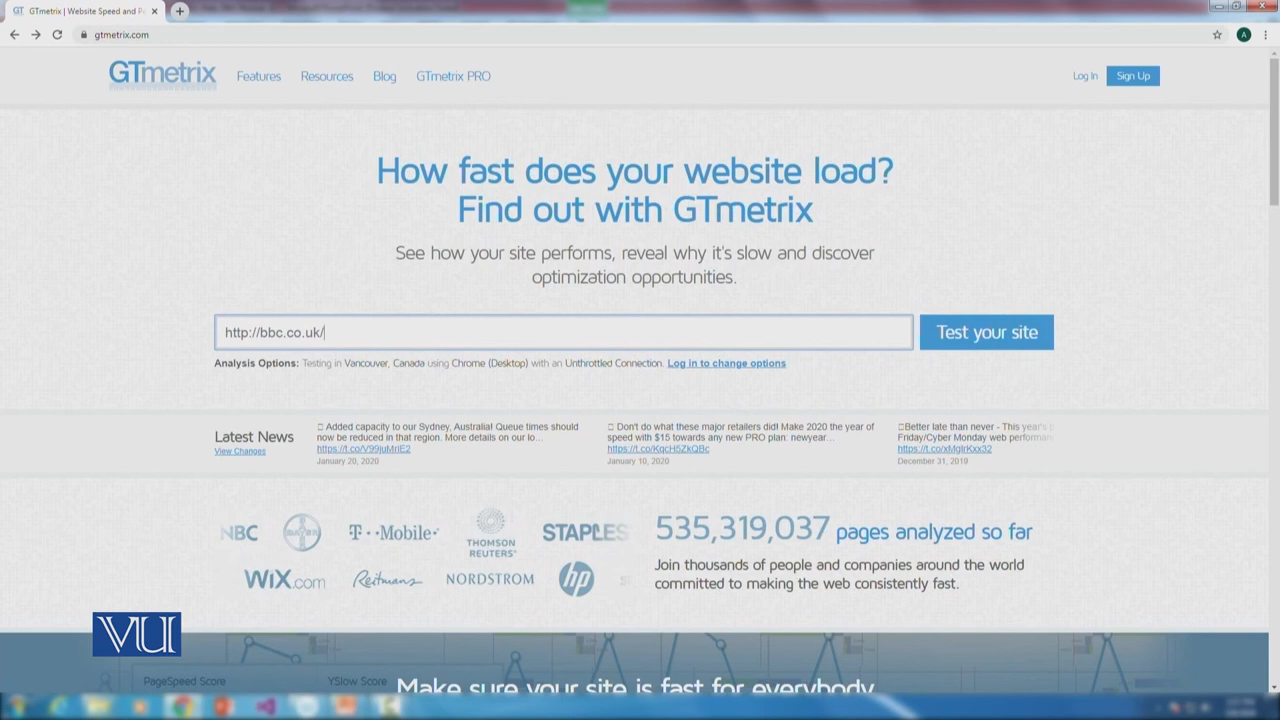 GTmetrix | Website Speed and Pe
gtmetrix.com
GTmetrix Features Resources Blog GTmetrix PRO Log In Sign Up
How fast does your website load?
Find out with GTmetrix
See how your site performs, reveal why it's slow and discover
optimization opportunities.
http://bbc.co.uk/
Test your site
Analysis Options: Testing in Vancouver, Canada using Chrome (Desktop) with an Unthrottled Connection. Log in to change options
Latest News
View Changes
Added capacity to our Sydney, Australia! Queue times should
now be reduced in that region. More details on our lo...
https://t.co/V99juMriE2
January 20, 2020
Don't do what these major retailers did! Make 2020 the year of
speed with $15 towards any new PRO plan: newyear...
https://t.co/KqcH5ZkQBc
January 10, 2020
Better late than never - This year's
Friday/Cyber Monday web performan
https://t.co/xMgIrKxx32
December 31, 2019
NBC BAYER T-Mobile THOMSON REUTERS STAPLES
WiX.com Reitmans NORDSTROM hp
535,319,037 pages analyzed so far
Join thousands of people and companies around the world
committed to making the web consistently fast.
VU
PageSpeed Score YSlow Score
Make sure your site is fast for everybody